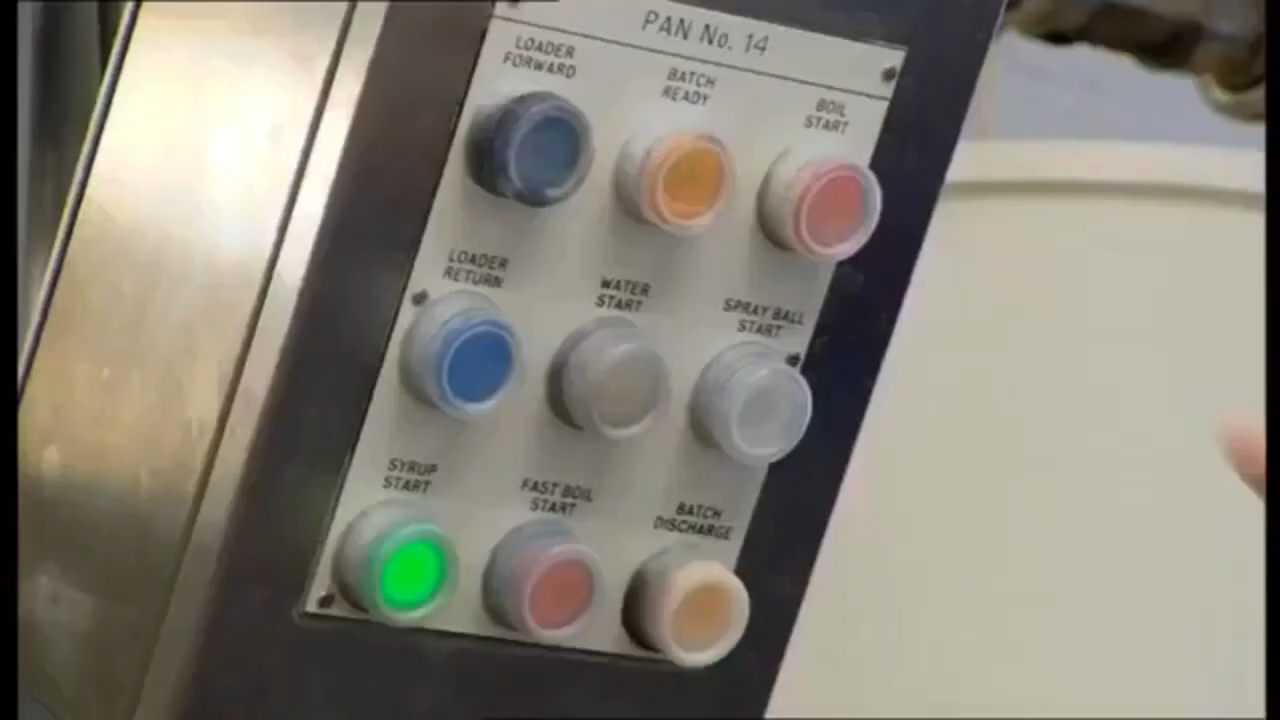 PAN No. 14
LOADER
FORWARD
BATCH
READY
BOIL
START
LOADER
RETURN
WATER
START
SPRAY BALL
START
SYRUP
START
FAST BOIL
START
BATCH
DISCHARGE